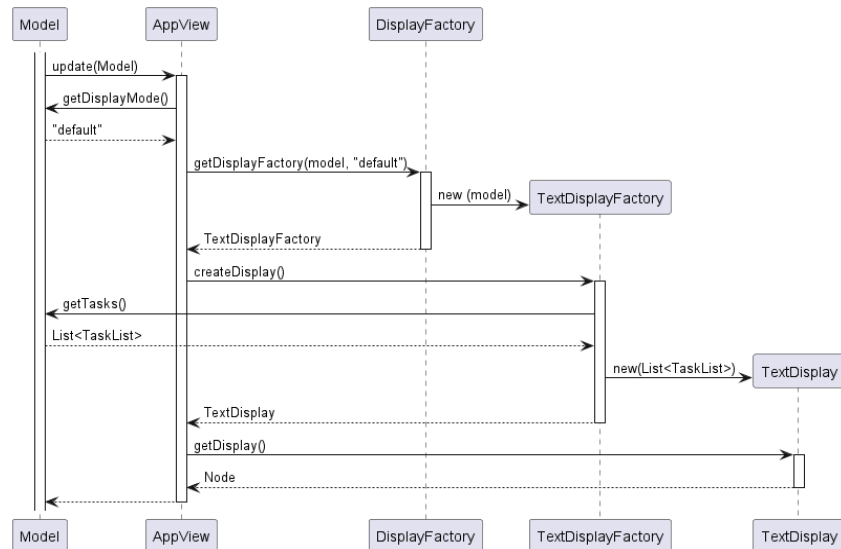 Model
AppView
DisplayFactory
update(Model)
getDisplayMode()
"default"
getDisplayFactory(model, "default")
new (model)
TextDisplayFactory
TextDisplayFactory
createDisplay()
getTasks()
List<TaskList>
new(List<TaskList>)
TextDisplay
TextDisplay
getDisplay()
Node
Model
AppView
DisplayFactory
TextDisplayFactory
TextDisplay